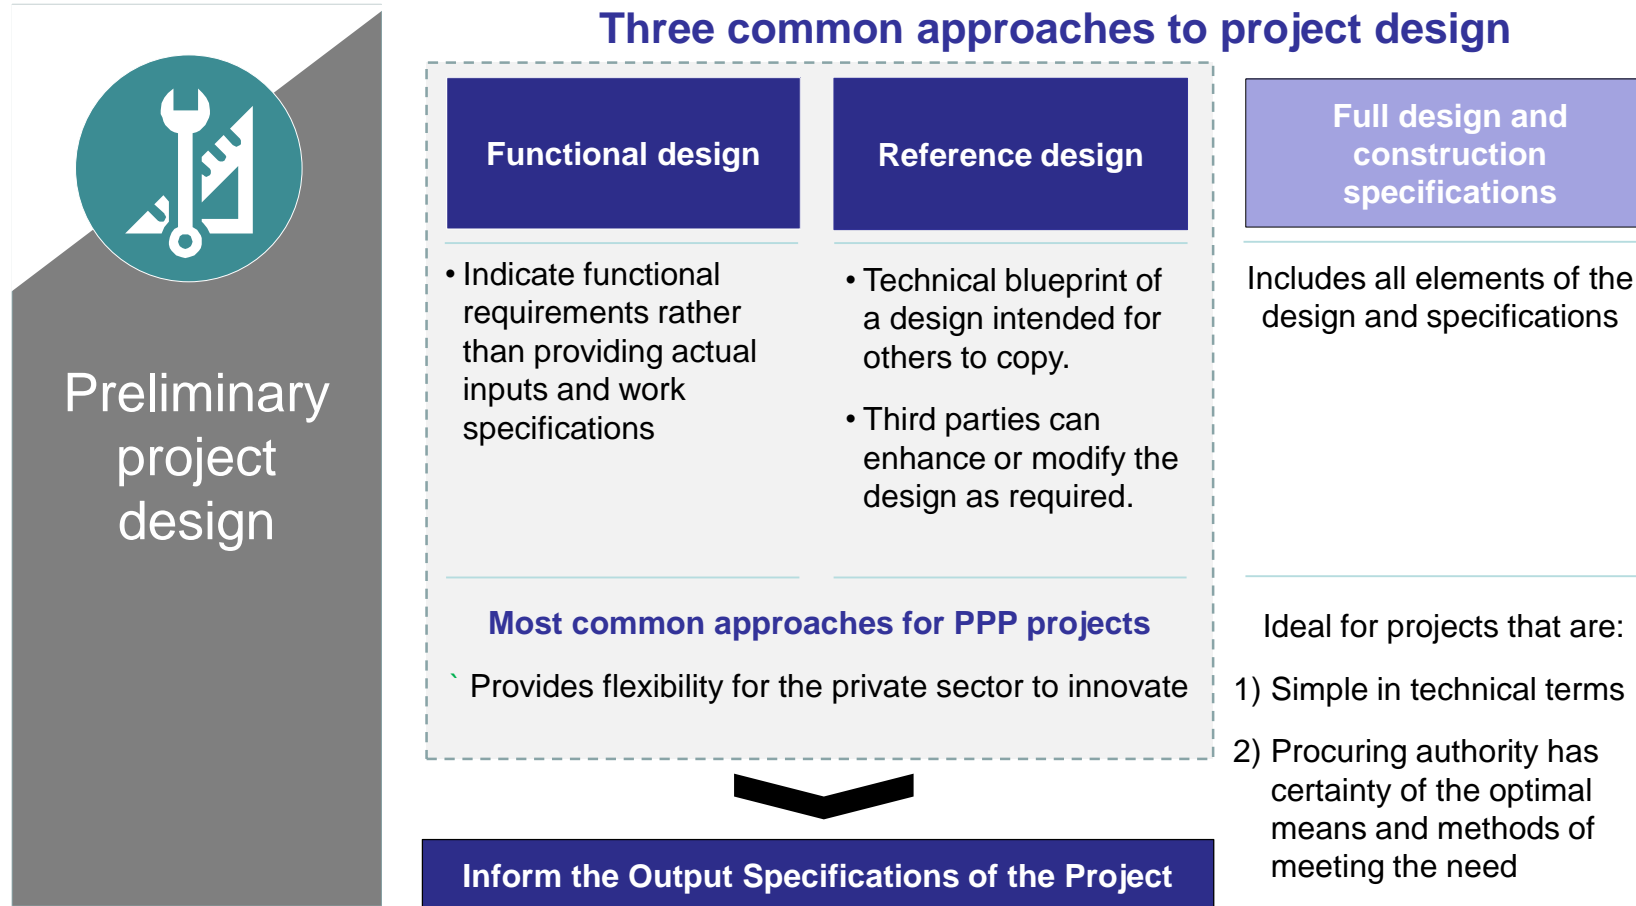 Three common approaches to project design
Preliminary
project
design
Functional design
• Indicate functional
requirements rather
than providing actual
inputs and work
specifications
Reference design
• Technical blueprint of
a design intended for
others to copy.
• Third parties can
enhance or modify the
design as required.
Most common approaches for PPP projects
` Provides flexibility for the private sector to innovate
Inform the Output Specifications of the Project
Full design and
construction
specifications
Includes all elements of the
design and specifications
Ideal for projects that are:
1) Simple in technical terms
2) Procuring authority has
certainty of the optimal
means and methods of
meeting the need